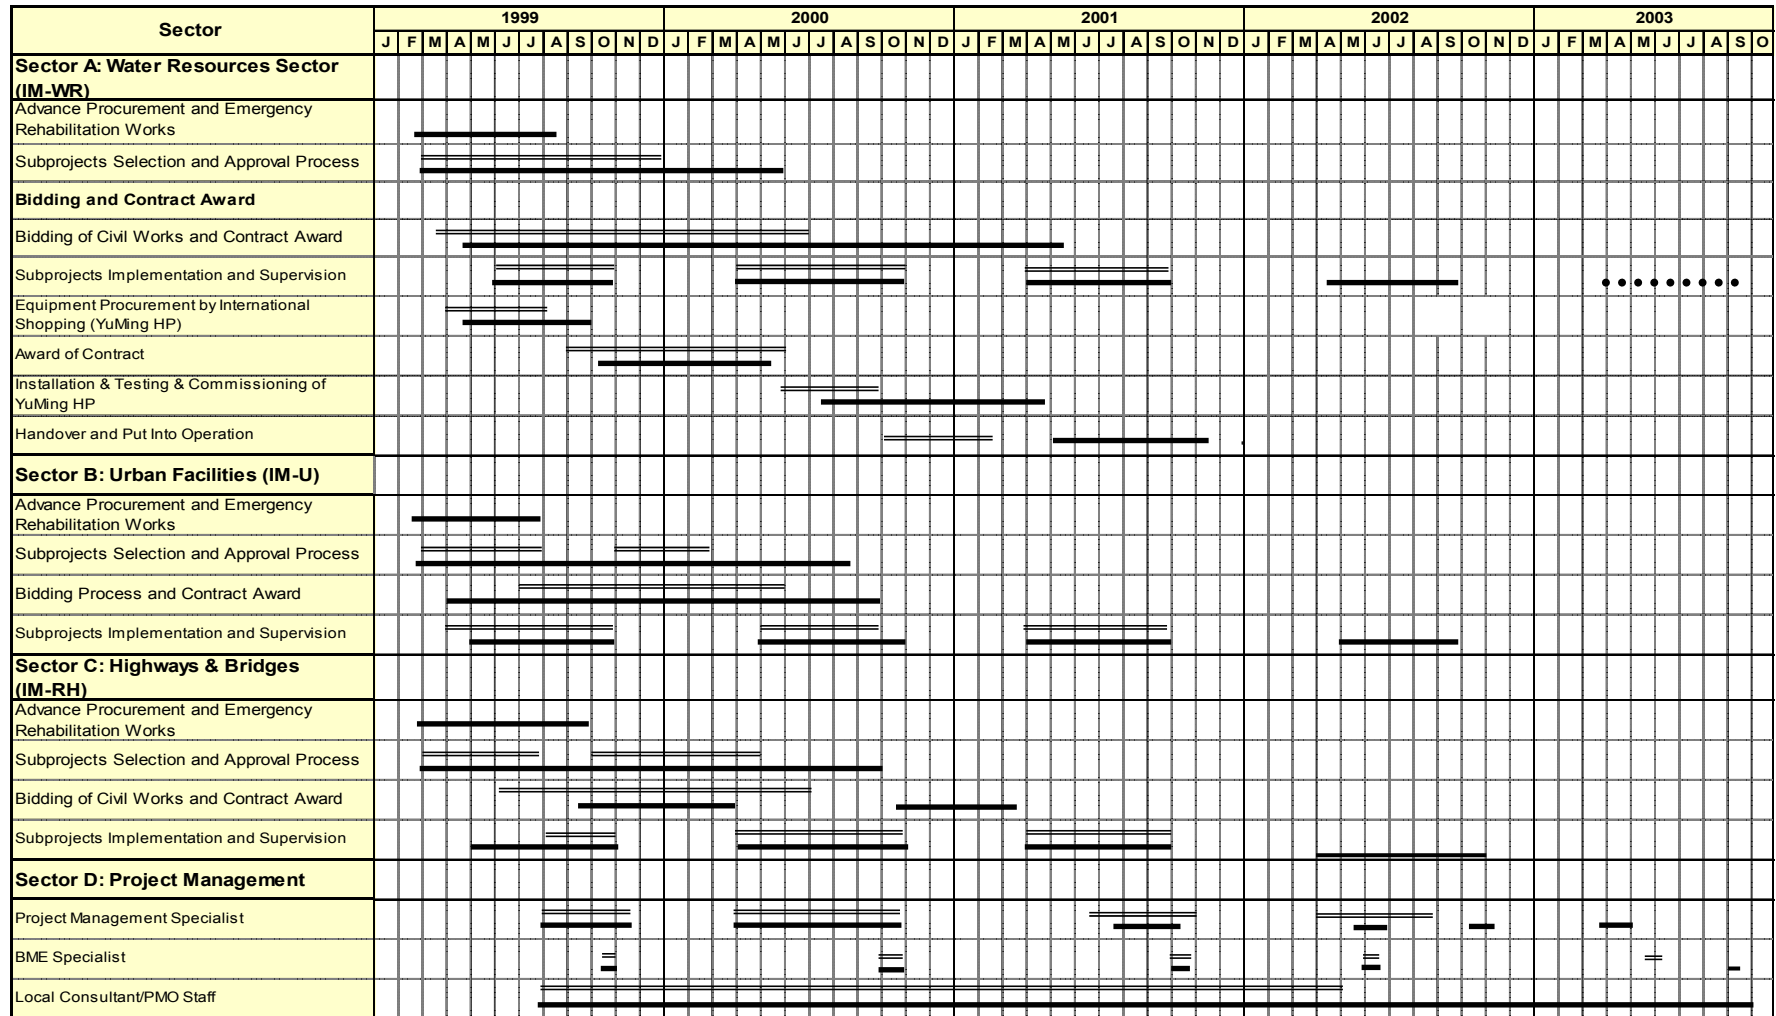 Sector
1999 2000 2001 2002 2003
J F M A M J J A S O N D J F M A M J J A S O N D J F M A M J J A S O N D J F M A M J J A S O N D J F M A M J J A S O
Sector A: Water Resources Sector
(IM-WR)
Advance Procurement and Emergency
Rehabilitation Works
Subprojects Selection and Approval Process
Bidding and Contract Award
Bidding of Civil Works and Contract Award
Subprojects Implementation and Supervision
Equipment Procurement by International
Shopping (YuMing HP)
Award of Contract
Installation & Testing & Commissioning of
YuMing HP
Handover and Put Into Operation
Sector B: Urban Facilities (IM-U)
Advance Procurement and Emergency
Rehabilitation Works
Subprojects Selection and Approval Process
Bidding Process and Contract Award
Subprojects Implementation and Supervision
Sector C: Highways & Bridges
(IM-RH)
Advance Procurement and Emergency
Rehabilitation Works
Subprojects Selection and Approval Process
Bidding of Civil Works and Contract Award
Subprojects Implementation and Supervision
Sector D: Project Management
Project Management Specialist
BME Specialist
Local Consultant/PMO Staff